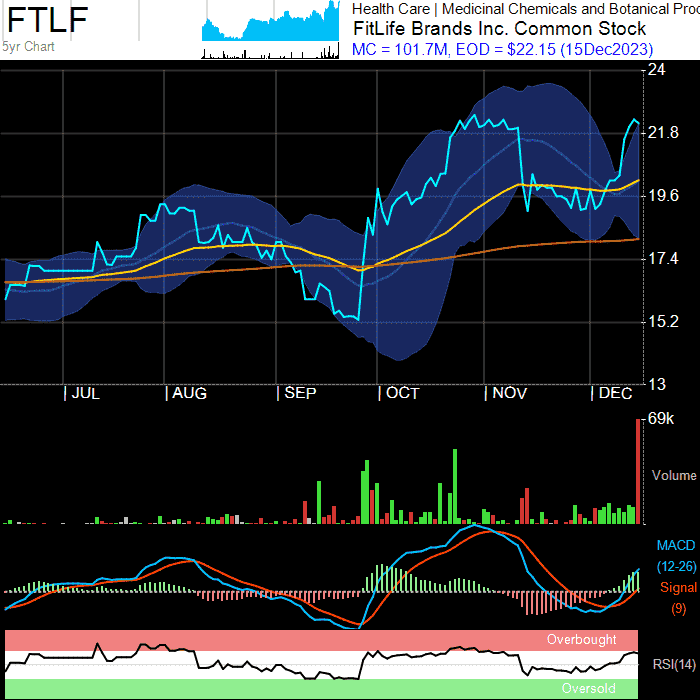 FTLF
5yr Chart
Health Care | Medicinal Chemicals and Botanical Proc
FitLife Brands Inc. Common Stock
MC = 101.7M, EOD = $22.15 (15Dec2023)
24
21.8
19.6
17.4
15.2
13
| JUL | AUG | SEP | OCT | NOV | DEC
69k
Volume
MACD
(12-26)
Signal
(9)
Overbought
RSI(14)
Oversold